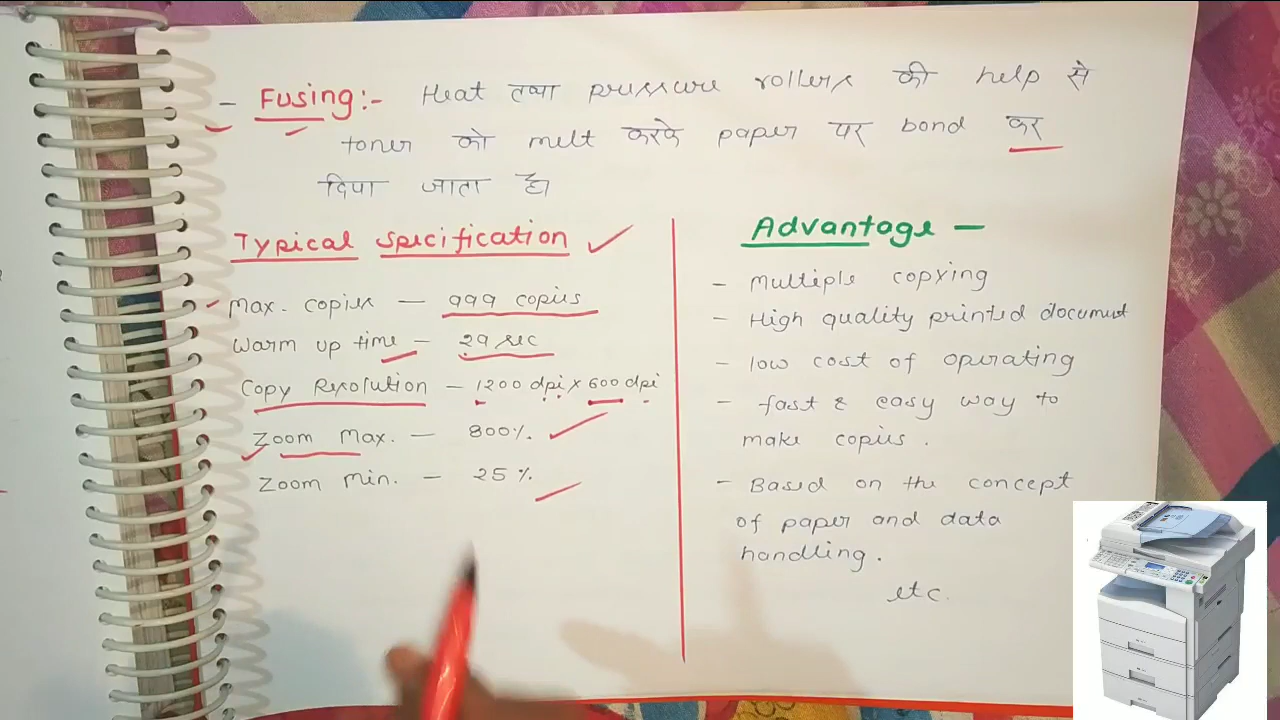 - Fusing:- Heat तथा pressure rollers की help से
toner को melt करके paper पर bond कर
दिया जाता है।
Typical specification
Max. copies — 999 copies
Warm up time — 29 sec
Copy Resolution — 1200 dpi x 600 dpi
Zoom Max. — 800%.
Zoom Min. — 25%.
Advantage —
- Multiple copying
- High quality printed document
- low cost of operating
- fast & easy way to
make copies.
- Based on the concept
of paper and data
handling.
etc.